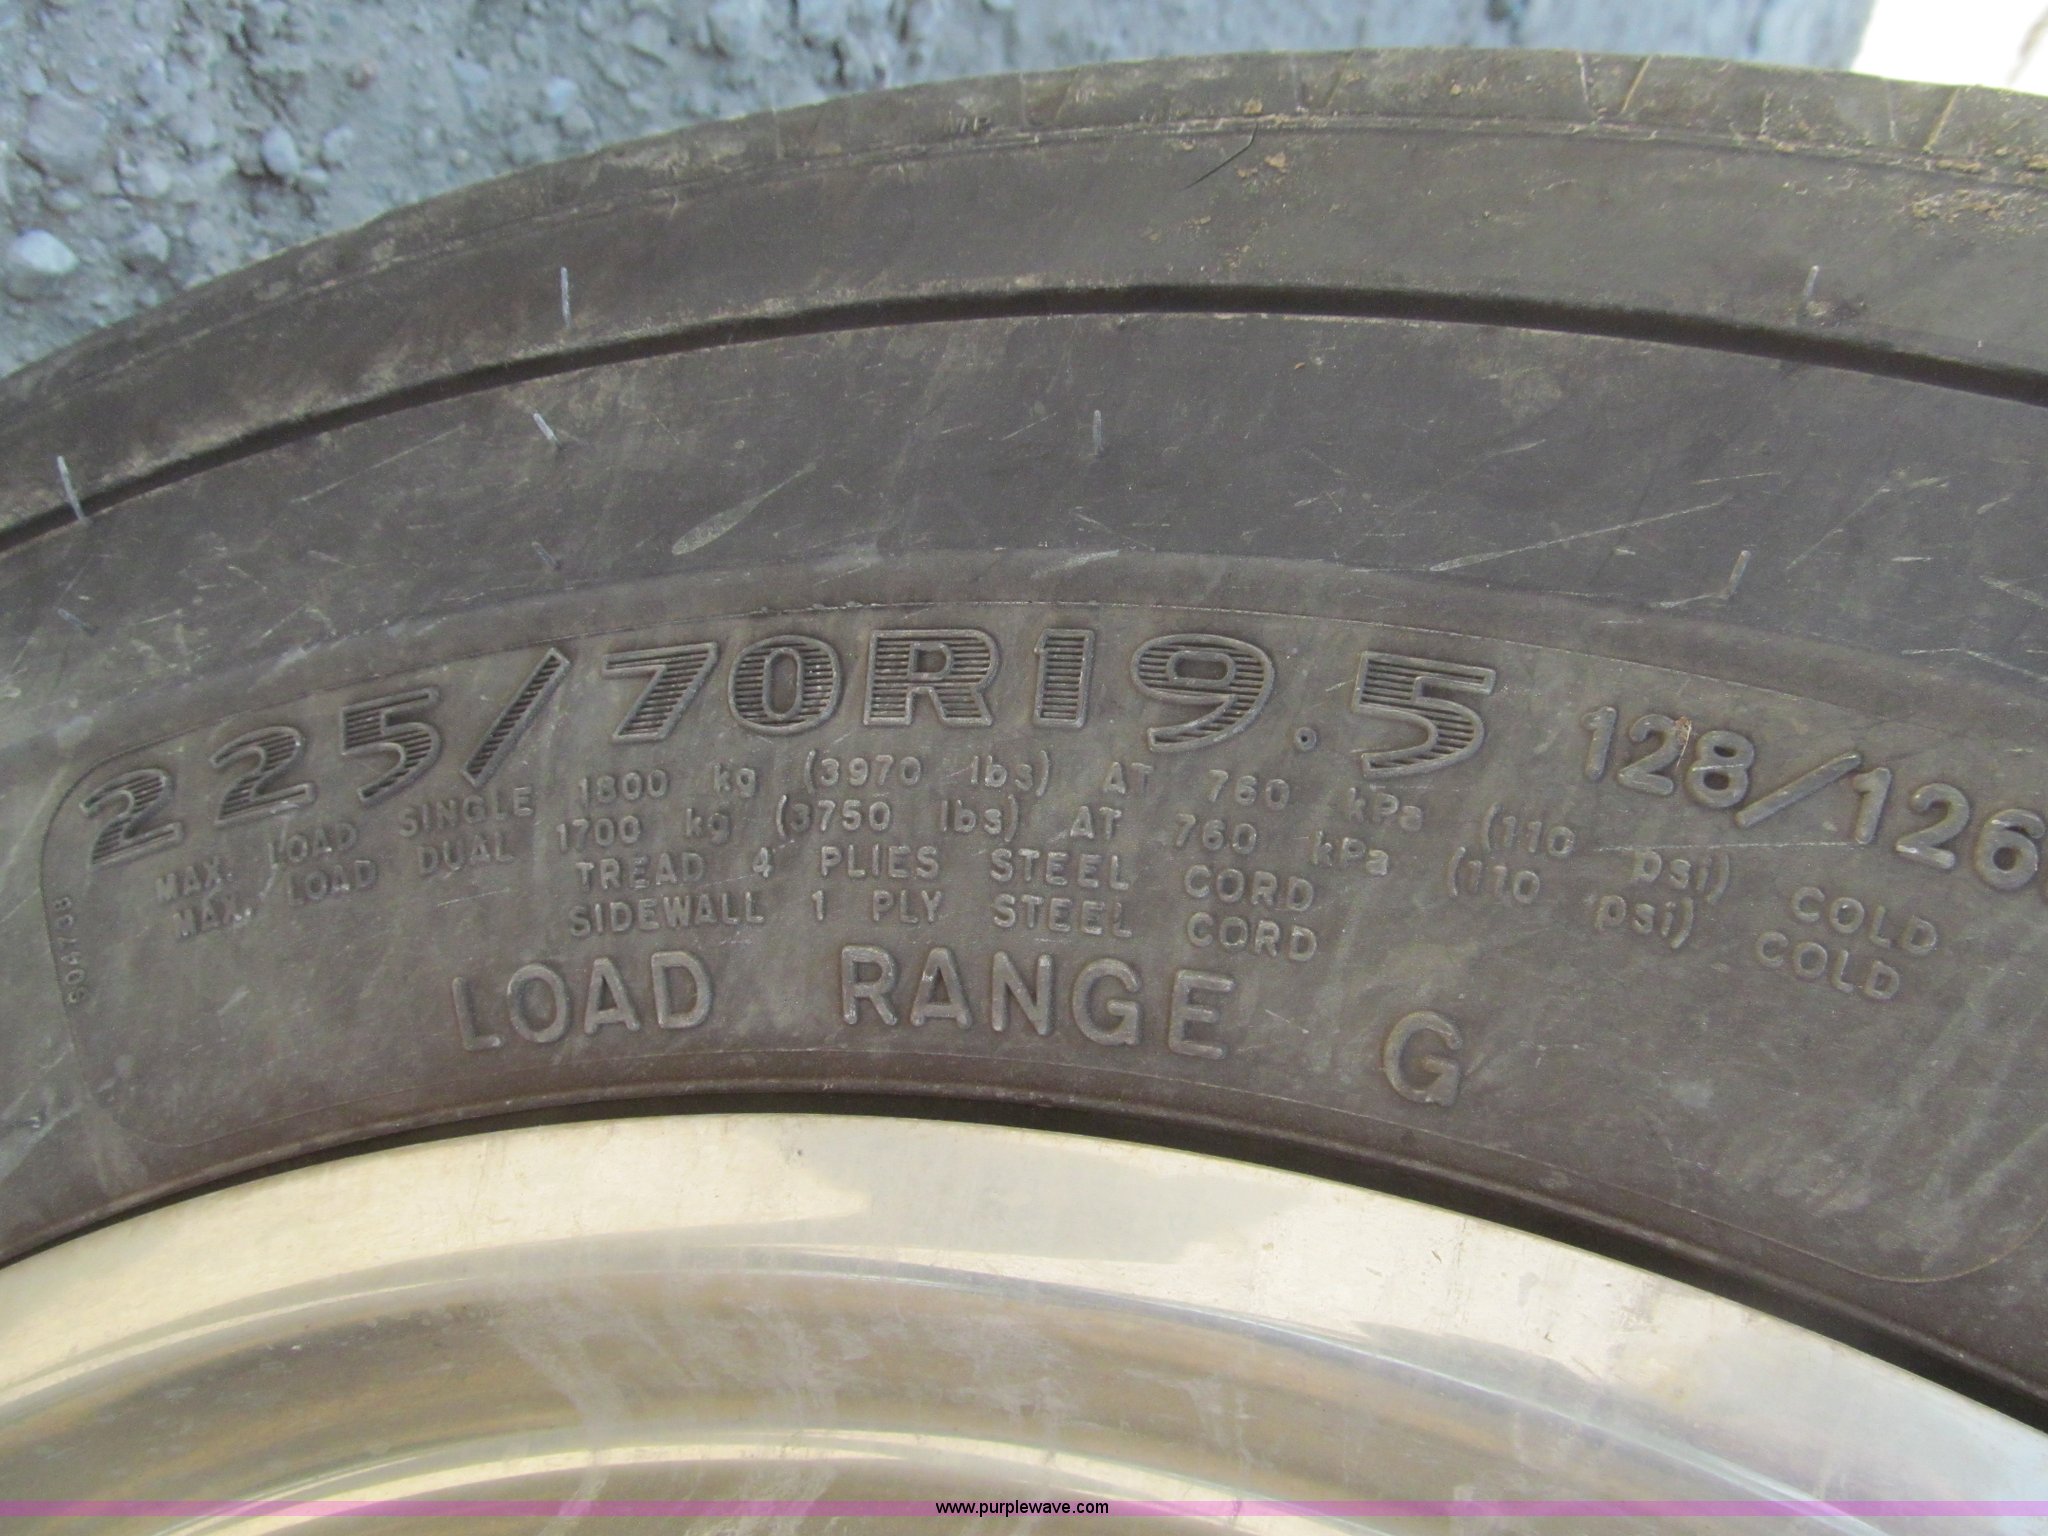 225/70R19.5 128/126
MAX. LOAD SINGLE 1800 kg (3970 lbs) AT 760 kPa (110 psi) COLD
MAX. LOAD DUAL 1700 kg (3750 lbs) AT 760 kPa (110 psi) COLD
TREAD 4 PLIES STEEL CORD
SIDEWALL 1 PLY STEEL CORD
LOAD RANGE G
www.purplewave.com